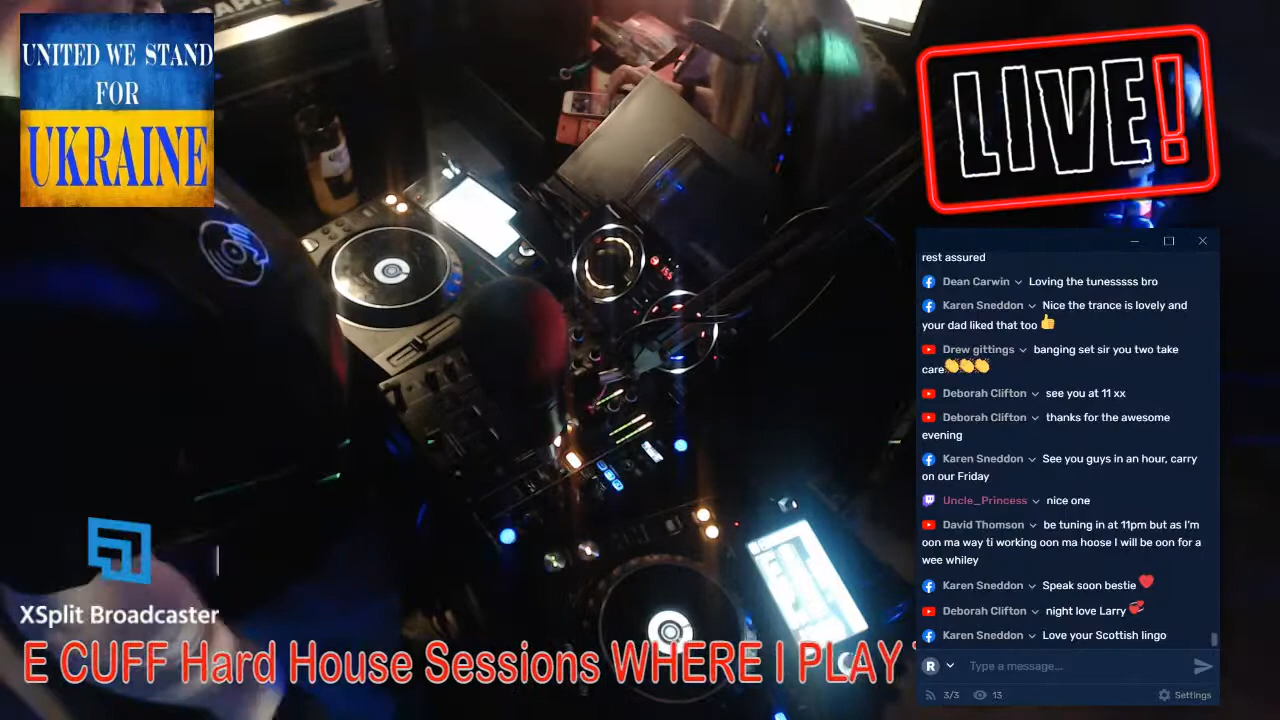 UNITED WE STAND
FOR
UKRAINE
LIVE!
rest assured
Dean Carwin Loving the tunesssss bro
Karen Sneddon Nice the trance is lovely and
your dad liked that too
Drew gittings banging set sir you two take
care
Deborah Clifton see you at 11 xx
Deborah Clifton thanks for the awesome
evening
Karen Sneddon See you guys in an hour, carry
on our Friday
Uncle_Princess nice one
David Thomson be tuning in at 11pm but as I'm
oon ma way ti working oon ma hoose I will be oon for a
wee whiley
Karen Sneddon Speak soon bestie
Deborah Clifton night love Larry
Karen Sneddon Love your Scottish lingo
R Type a message...
3/3 13 Settings
XSplit Broadcaster
E CUFF Hard House Sessions WHERE I PLAY